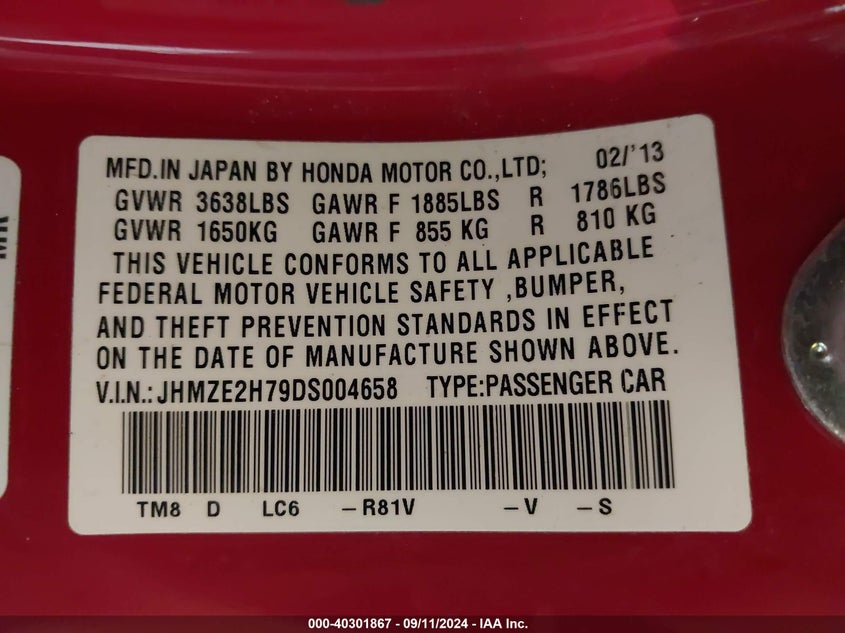 MFD.IN JAPAN BY HONDA MOTOR CO.,LTD; 02/'13
GVWR 3638LBS GAWR F 1885LBS R 1786LBS
GVWR 1650KG GAWR F 855 KG R 810 KG
THIS VEHICLE CONFORMS TO ALL APPLICABLE
FEDERAL MOTOR VEHICLE SAFETY ,BUMPER,
AND THEFT PREVENTION STANDARDS IN EFFECT
ON THE DATE OF MANUFACTURE SHOWN ABOVE.
V.I.N.:JHMZE2H79DS004658 TYPE:PASSENGER CAR
TM8 D LC6 –R81V –V –S
000-40301867 - 09/11/2024 - IAA Inc.